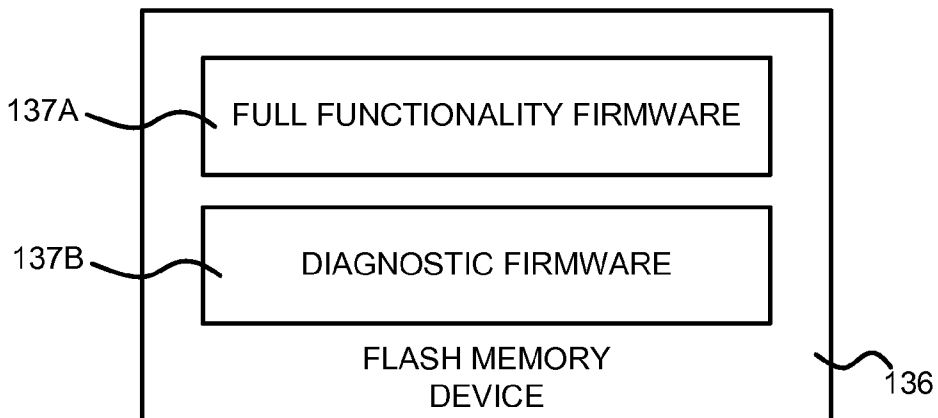 137A
FULL FUNCTIONALITY FIRMWARE
137B
DIAGNOSTIC FIRMWARE
FLASH MEMORY
DEVICE
136